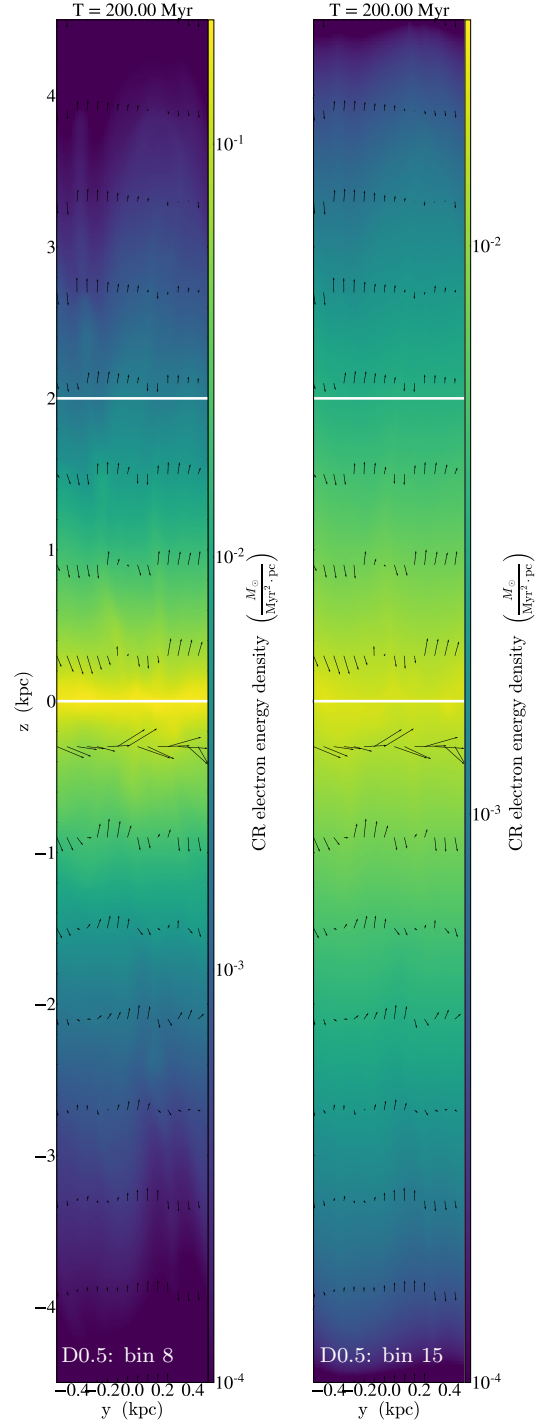 T = 200.00 Myr
T = 200.00 Myr
4
3
2
1
0
−1
−2
−3
−4
z (kpc)
10⁻¹
10⁻²
10⁻³
10⁻⁴
CR electron energy density (M☉ / Myr² · pc)
10⁻²
10⁻³
10⁻⁴
CR electron energy density (M☉ / Myr² · pc)
D0.5: bin 8
D0.5: bin 15
−0.4 −0.2 0.0 0.2 0.4
−0.4 −0.2 0.0 0.2 0.4
y (kpc)
y (kpc)